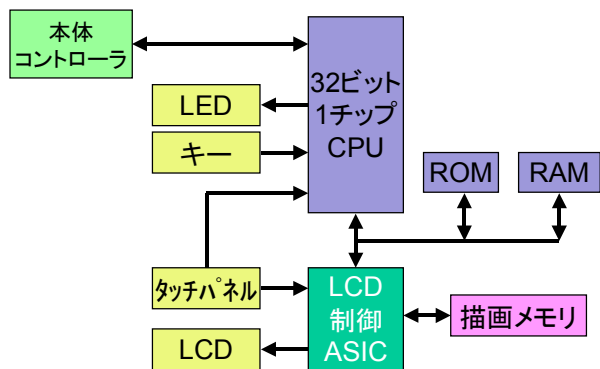 本体
コントローラ
32ビット
1チップ
CPU
LED
キー
ROM
RAM
タッチパネル
LCD
制御
ASIC
描画メモリ
LCD